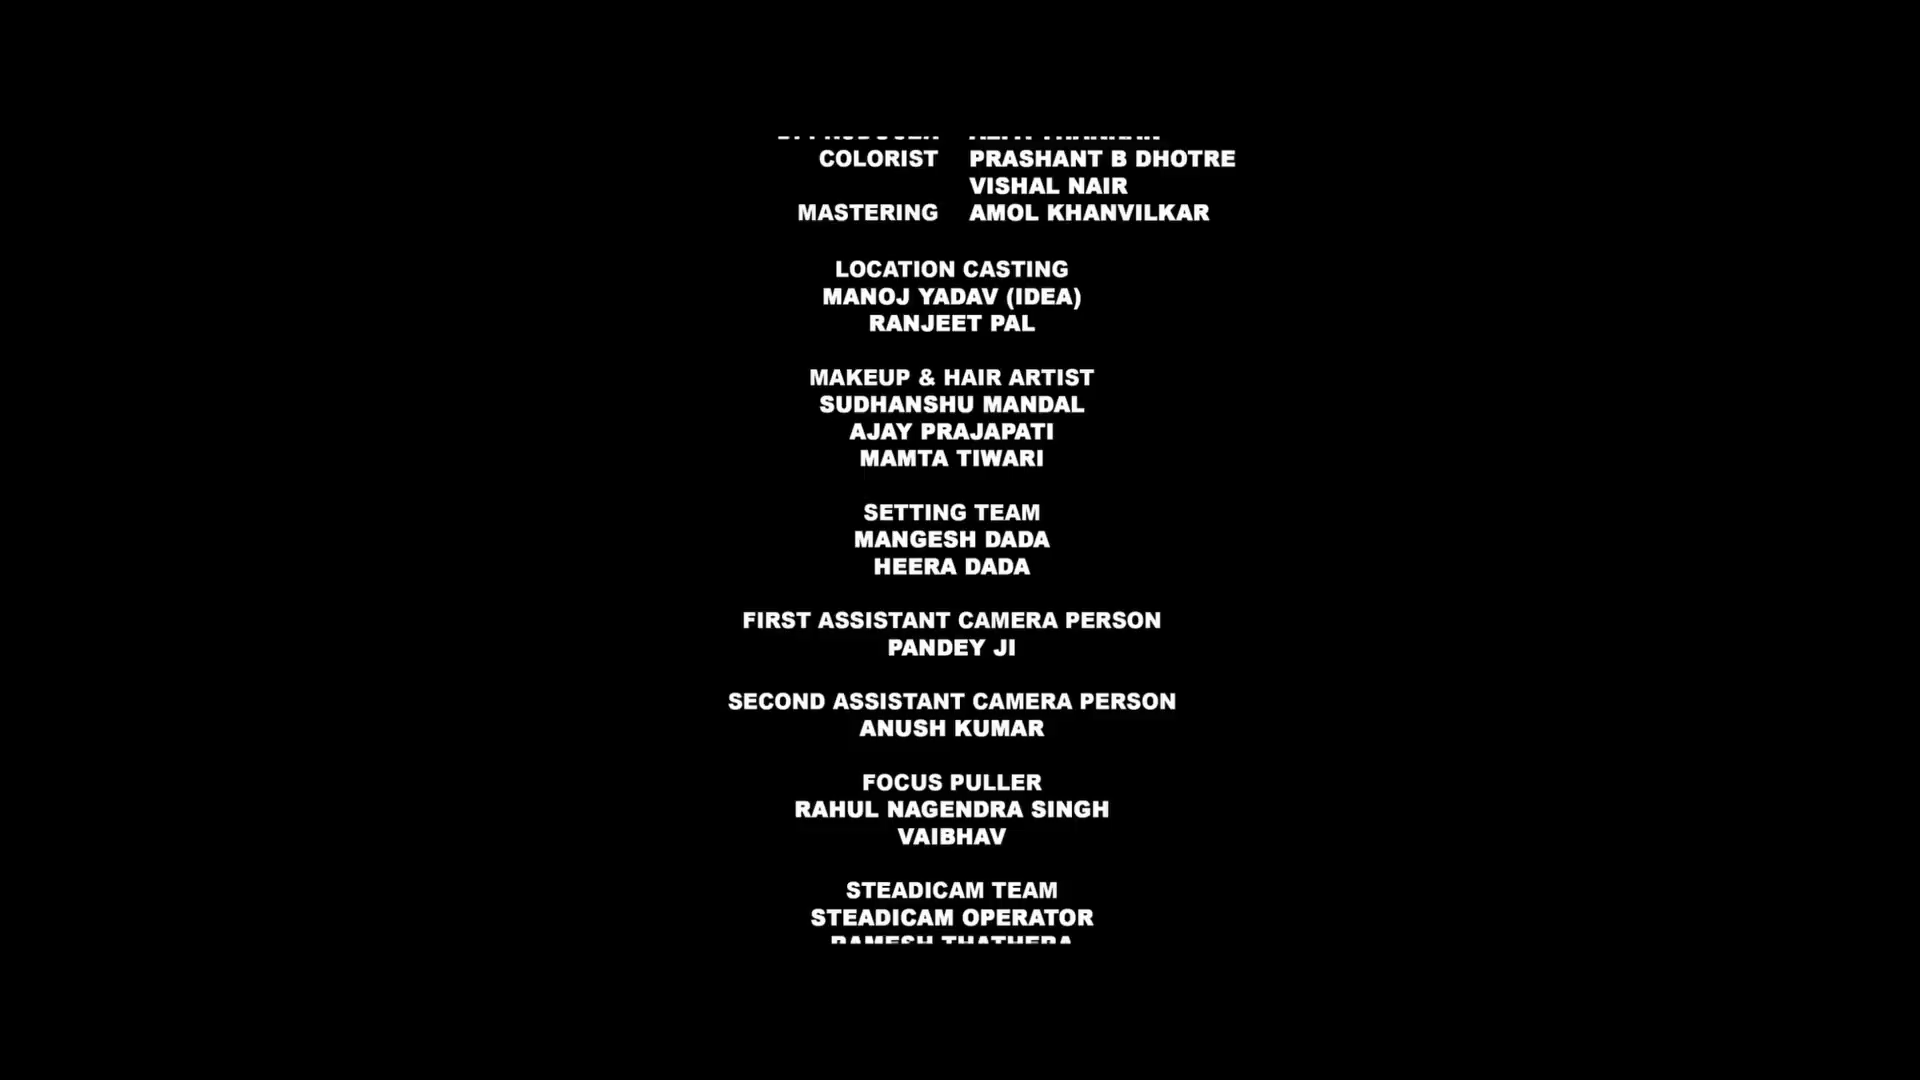 COLORIST PRASHANT B DHOTRE
VISHAL NAIR
MASTERING AMOL KHANVILKAR
LOCATION CASTING
MANOJ YADAV (IDEA)
RANJEET PAL
MAKEUP & HAIR ARTIST
SUDHANSHU MANDAL
AJAY PRAJAPATI
MAMTA TIWARI
SETTING TEAM
MANGESH DADA
HEERA DADA
FIRST ASSISTANT CAMERA PERSON
PANDEY JI
SECOND ASSISTANT CAMERA PERSON
ANUSH KUMAR
FOCUS PULLER
RAHUL NAGENDRA SINGH
VAIBHAV
STEADICAM TEAM
STEADICAM OPERATOR
RAMESH THATHERA